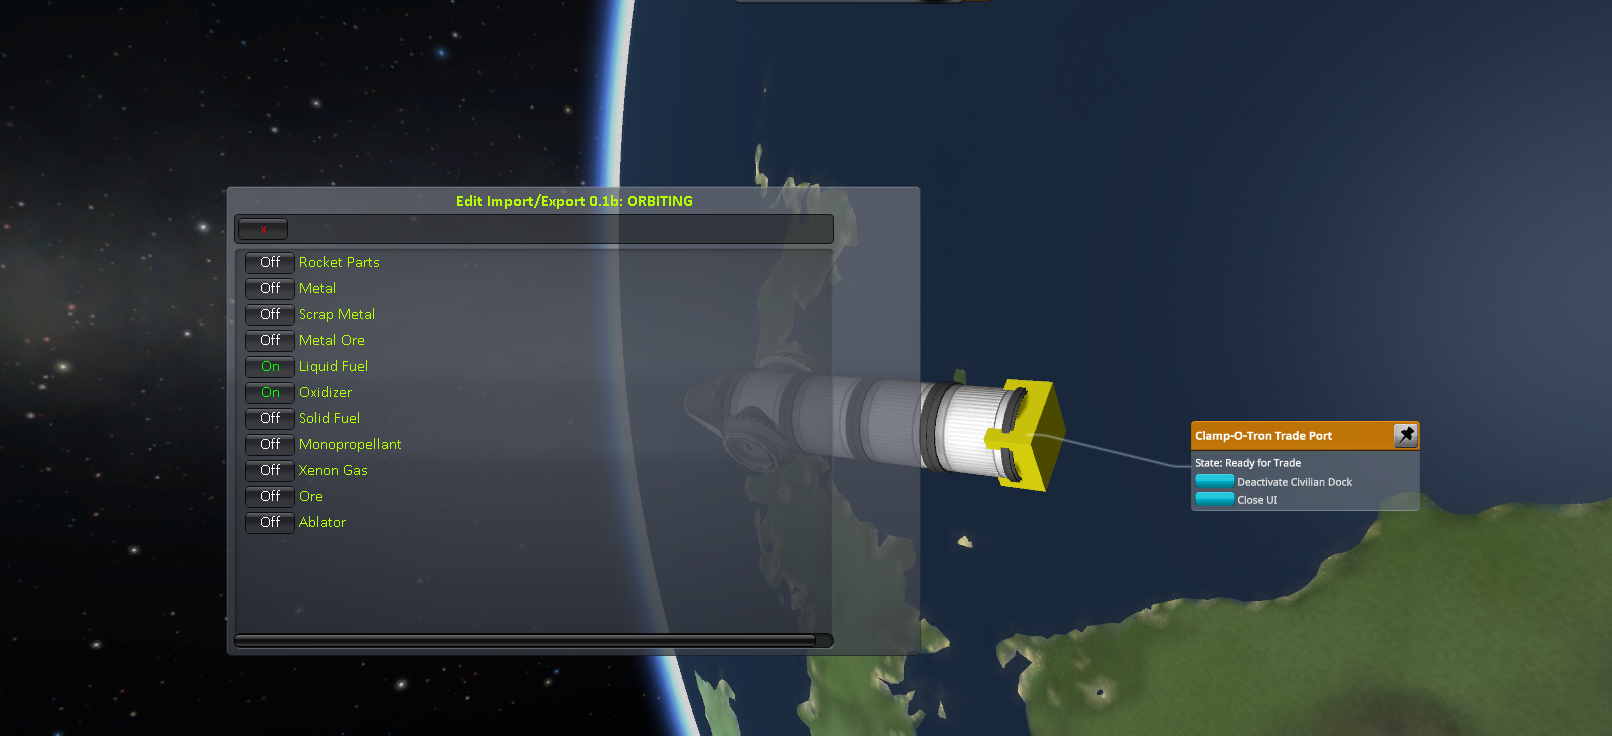 Edit Import/Export 0.1b: ORBITING
x
Off Rocket Parts
Off Metal
Off Scrap Metal
Off Metal Ore
On Liquid Fuel
On Oxidizer
Off Solid Fuel
Off Monopropellant
Off Xenon Gas
Off Ore
Off Ablator
Clamp-O-Tron Trade Port
State: Ready for Trade
Deactivate Civilian Dock
Close UI